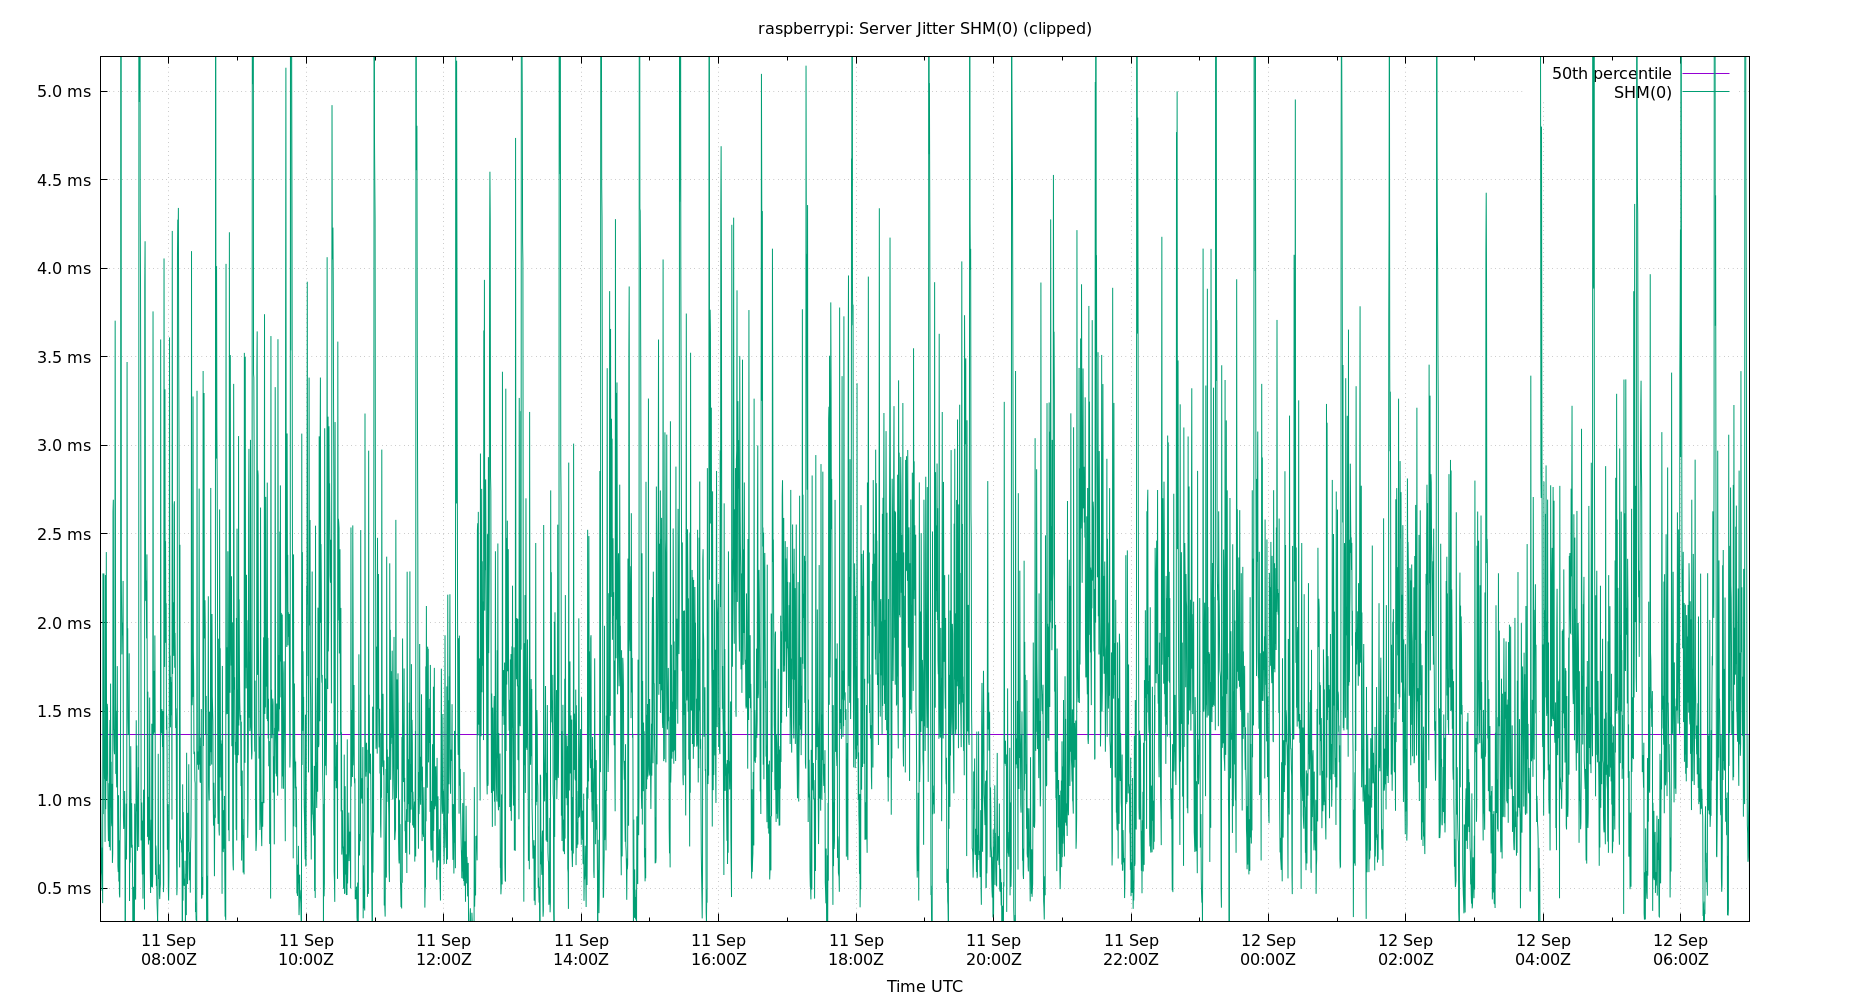 raspberrypi: Server Jitter SHM(0) (clipped)
50th percentile
SHM(0)
5.0 ms
4.5 ms
4.0 ms
3.5 ms
3.0 ms
2.5 ms
2.0 ms
1.5 ms
1.0 ms
0.5 ms
11 Sep 11 Sep 11 Sep 11 Sep 11 Sep 11 Sep 11 Sep 11 Sep 12 Sep 12 Sep 12 Sep 12 Sep
08:00Z 10:00Z 12:00Z 14:00Z 16:00Z 18:00Z 20:00Z 22:00Z 00:00Z 02:00Z 04:00Z 06:00Z
Time UTC